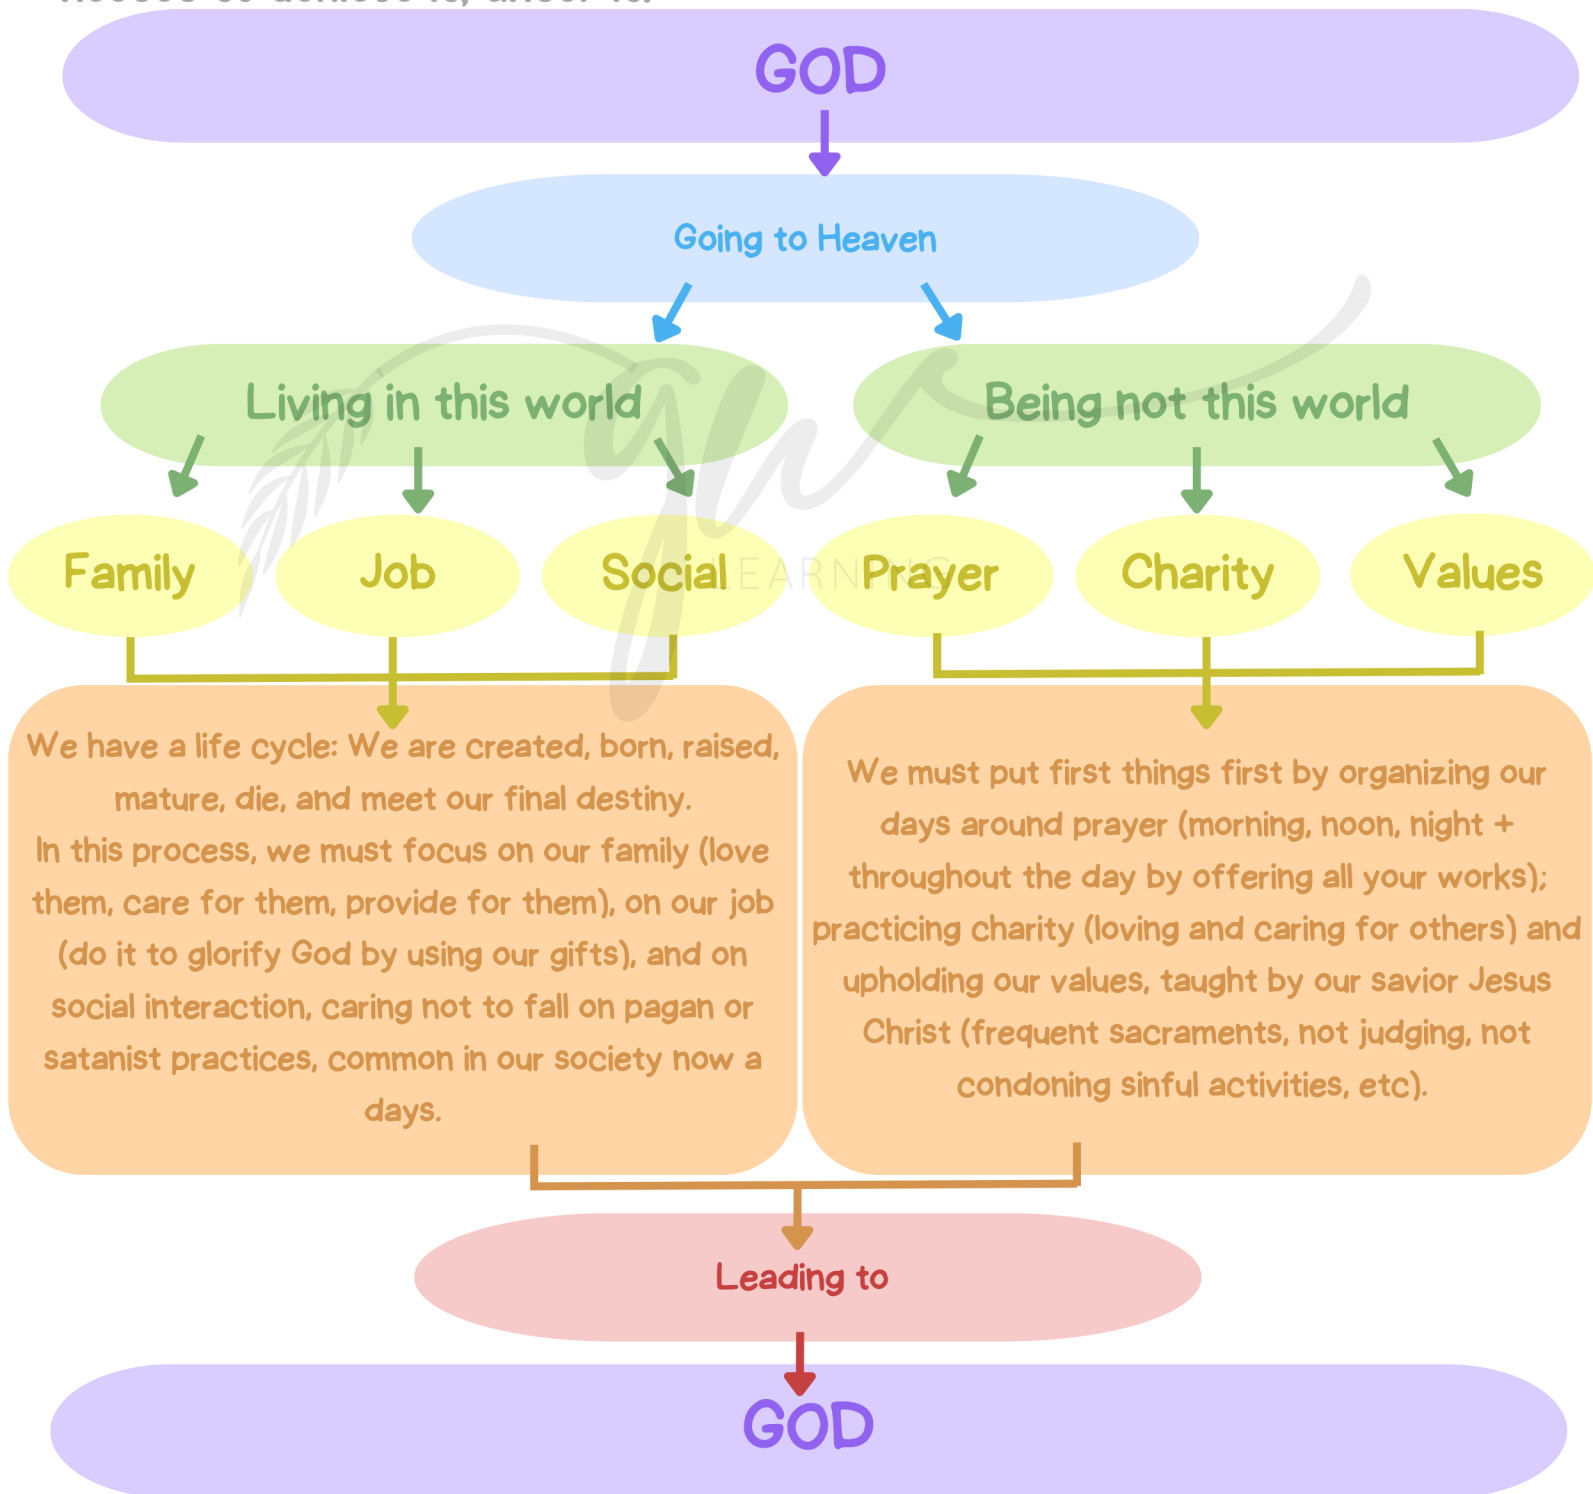 GOD
Going to Heaven
Living in this world
Being not this world
Family
Job
Social
Prayer
Charity
Values
LEARNING
We have a life cycle: We are created, born, raised,
mature, die, and meet our final destiny.
In this process, we must focus on our family (love
them, care for them, provide for them), on our job
(do it to glorify God by using our gifts), and on
social interaction, caring not to fall on pagan or
satanist practices, common in our society now a
days.
We must put first things first by organizing our
days around prayer (morning, noon, night +
throughout the day by offering all your works);
practicing charity (loving and caring for others) and
upholding our values, taught by our savior Jesus
Christ (frequent sacraments, not judging, not
condoning sinful activities, etc).
Leading to
GOD